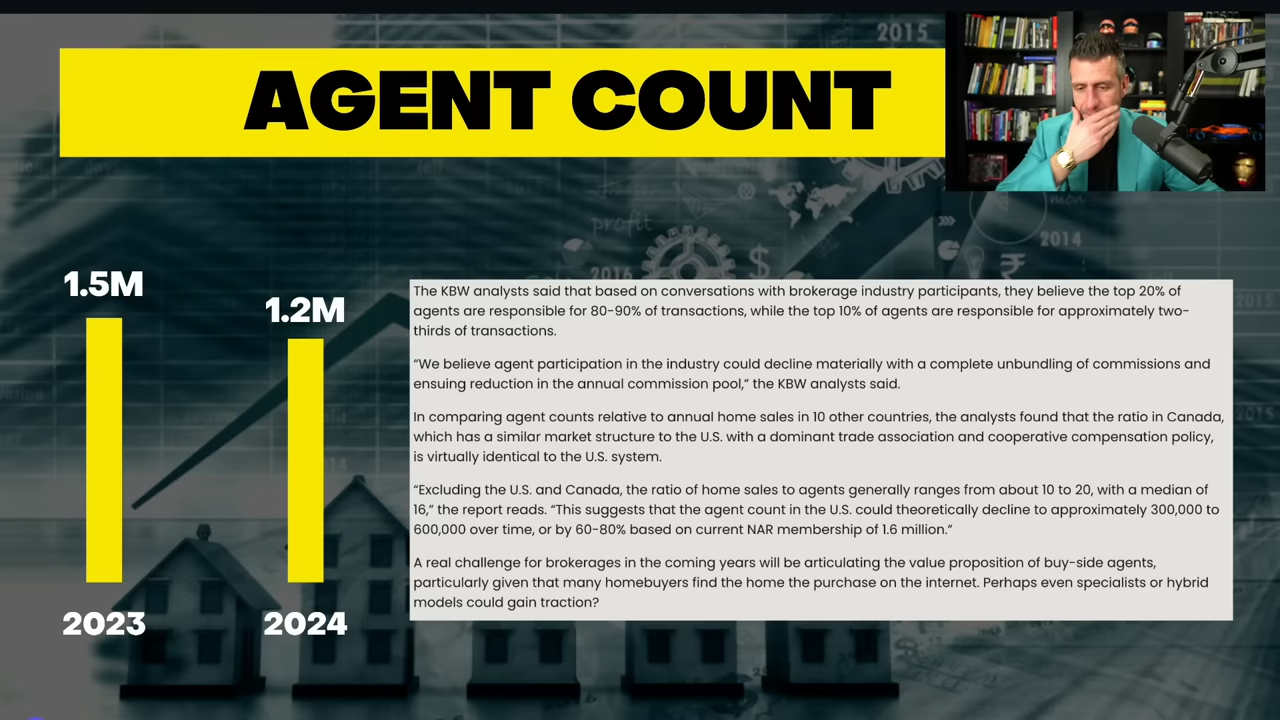 2015
AGENT COUNT
profit
mon
2014
2016
$
₹
1.5M
1.2M
2015
The KBW analysts said that based on conversations with brokerage industry participants, they believe the top 20% of
agents are responsible for 80-90% of transactions, while the top 10% of agents are responsible for approximately two-
thirds of transactions.
“We believe agent participation in the industry could decline materially with a complete unbundling of commissions and
ensuing reduction in the annual commission pool,” the KBW analysts said.
In comparing agent counts relative to annual home sales in 10 other countries, the analysts found that the ratio in Canada,
which has a similar market structure to the U.S. with a dominant trade association and cooperative compensation policy,
is virtually identical to the U.S. system.
“Excluding the U.S. and Canada, the ratio of home sales to agents generally ranges from about 10 to 20, with a median of
16,” the report reads. “This suggests that the agent count in the U.S. could theoretically decline to approximately 300,000 to
600,000 over time, or by 60-80% based on current NAR membership of 1.6 million.”
A real challenge for brokerages in the coming years will be articulating the value proposition of buy-side agents,
particularly given that many homebuyers find the home the purchase on the internet. Perhaps even specialists or hybrid
models could gain traction?
2023
2024